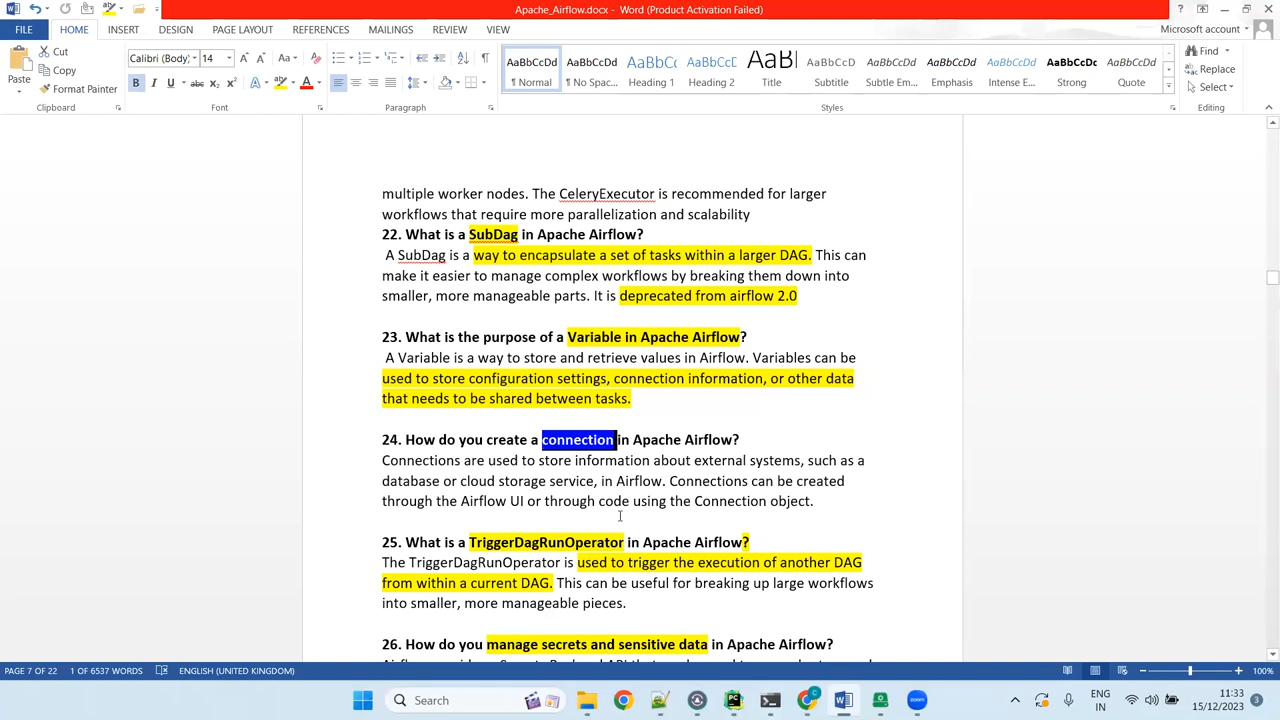 Apache_Airflow.docx - Word (Product Activation Failed)
FILE HOME INSERT DESIGN PAGE LAYOUT REFERENCES MAILINGS REVIEW VIEW Microsoft account
Paste
Cut
Copy
Format Painter
Clipboard
Calibri (Body) 14
Font
Paragraph
AaBbCcDd AaBbCcDd AaBbC AaBbCcD AaBl AaBbCcD AaBbCcDd AaBbCcDd AaBbCcDd AaBbCcDc AaBbCcDd
¶ Normal ¶ No Spac... Heading 1 Heading 2 Title Subtitle Subtle Em... Emphasis Intense E... Strong Quote
Styles
Find
Replace
Select
Editing
multiple worker nodes. The CeleryExecutor is recommended for larger
workflows that require more parallelization and scalability
22. What is a SubDag in Apache Airflow?
A SubDag is a way to encapsulate a set of tasks within a larger DAG. This can
make it easier to manage complex workflows by breaking them down into
smaller, more manageable parts. It is deprecated from airflow 2.0
23. What is the purpose of a Variable in Apache Airflow?
A Variable is a way to store and retrieve values in Airflow. Variables can be
used to store configuration settings, connection information, or other data
that needs to be shared between tasks.
24. How do you create a connection in Apache Airflow?
Connections are used to store information about external systems, such as a
database or cloud storage service, in Airflow. Connections can be created
through the Airflow UI or through code using the Connection object.
25. What is a TriggerDagRunOperator in Apache Airflow?
The TriggerDagRunOperator is used to trigger the execution of another DAG
from within a current DAG. This can be useful for breaking up large workflows
into smaller, more manageable pieces.
26. How do you manage secrets and sensitive data in Apache Airflow?
PAGE 7 OF 22 1 OF 6537 WORDS ENGLISH (UNITED KINGDOM) 100%
Search
ENG
IN
11:33
15/12/2023